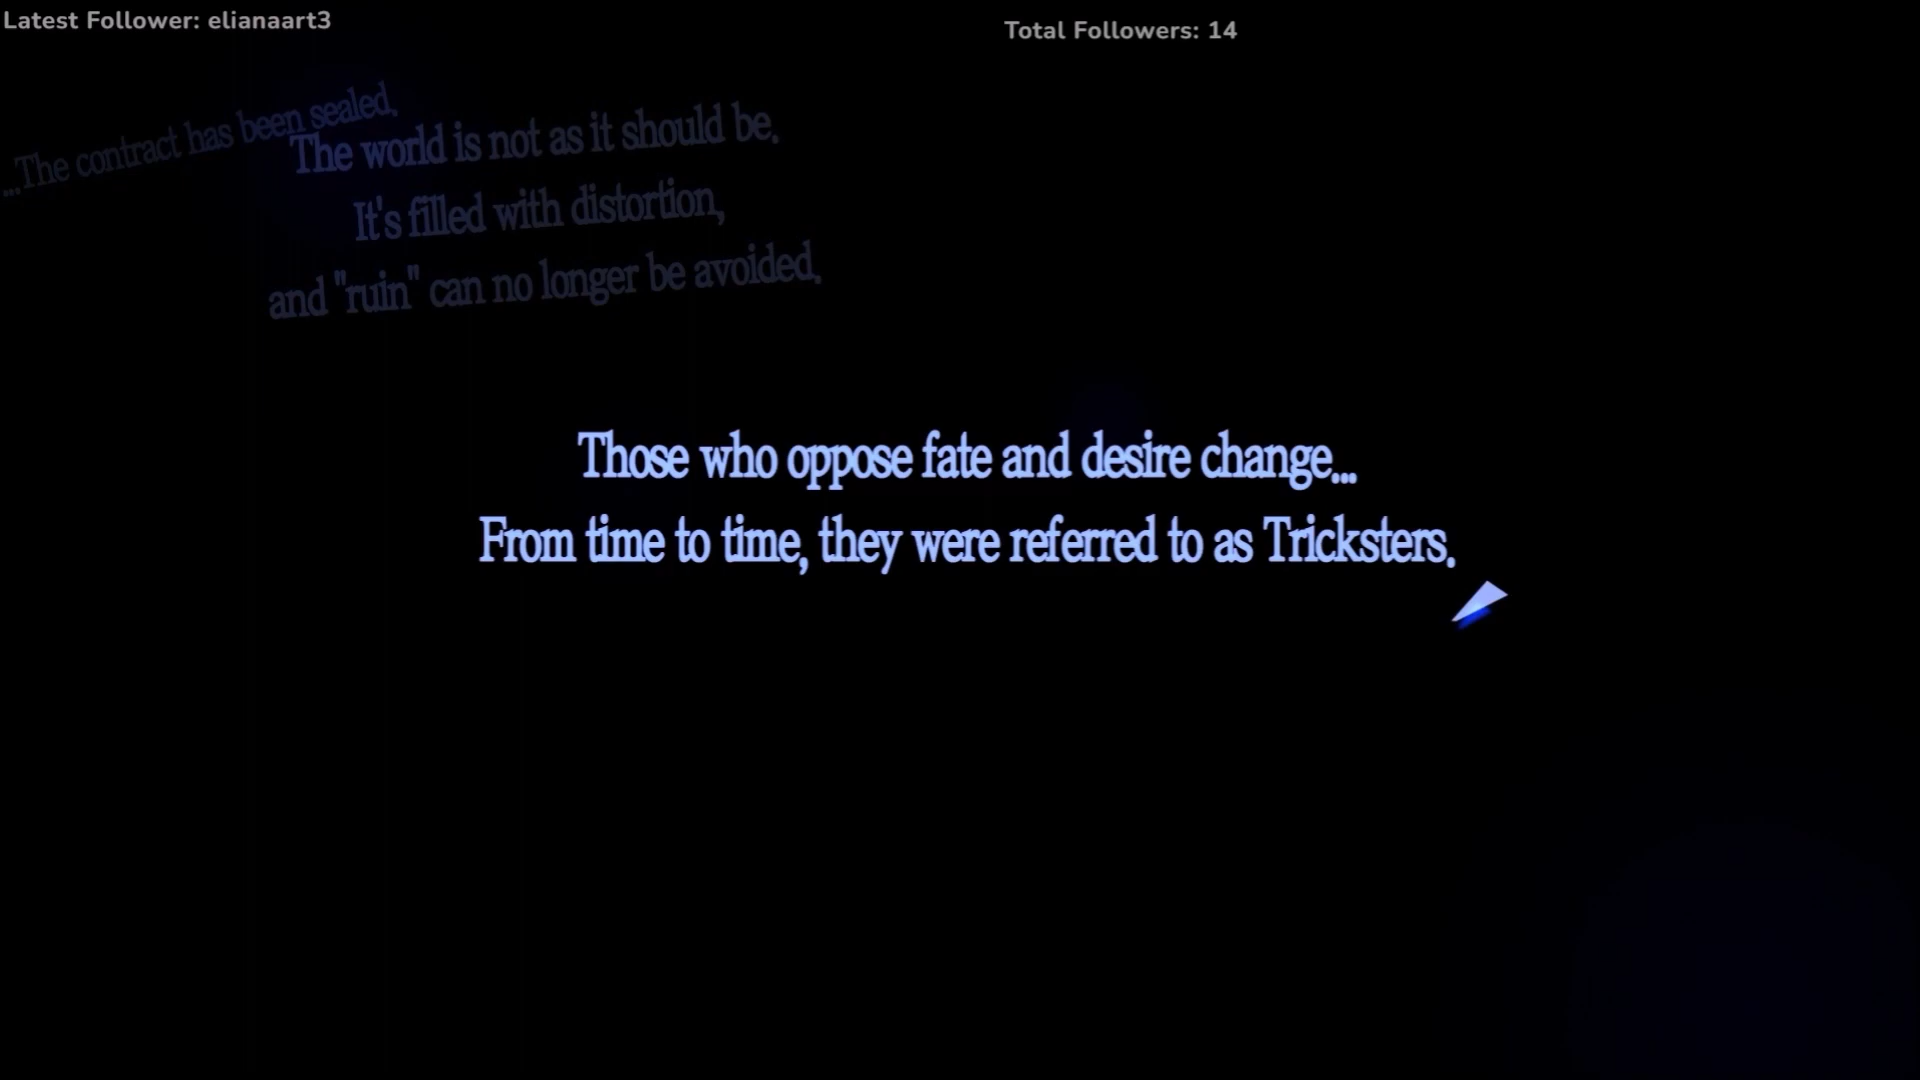 Latest Follower: elianaart3
Total Followers: 14
...The contract has been sealed.
The world is not as it should be.
It's filled with distortion,
and "ruin" can no longer be avoided.
Those who oppose fate and desire change...
From time to time, they were referred to as Tricksters.